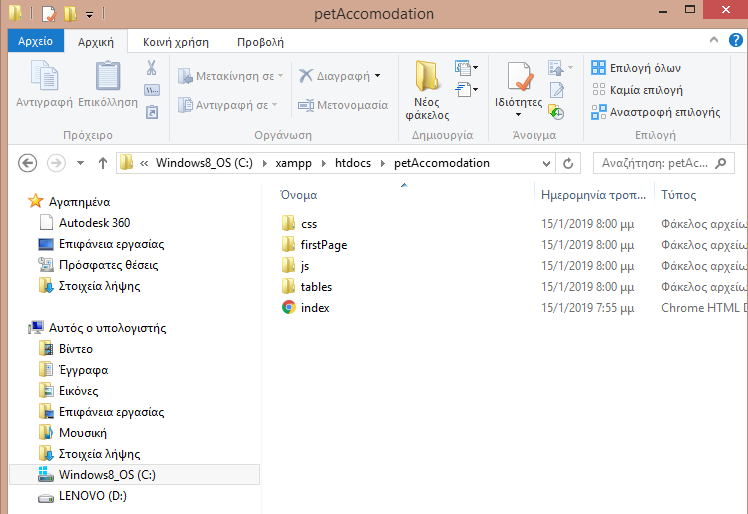 petAccomodation
Αρχείο Αρχική Κοινή χρήση Προβολή
Αντιγραφή Επικόλληση
Μετακίνηση σε Διαγραφή
Αντιγραφή σε Μετονομασία
Νέος φάκελος
Ιδιότητες
Επιλογή όλων
Καμία επιλογή
Αναστροφή επιλογής
Πρόχειρο Οργάνωση Δημιουργία Άνοιγμα Επιλογή
« Windows8_OS (C:) xampp htdocs petAccomodation Αναζήτηση: petAc...
Όνομα Ημερομηνία τροπ... Τύπος
Αγαπημένα
Autodesk 360
Επιφάνεια εργασίας
Πρόσφατες θέσεις
Στοιχεία λήψης
Αυτός ο υπολογιστής
Βίντεο
Έγγραφα
Εικόνες
Επιφάνεια εργασίας
Μουσική
Στοιχεία λήψης
Windows8_OS (C:)
LENOVO (D:)
css 15/1/2019 8:00 μμ Φάκελος αρχείω
firstPage 15/1/2019 8:00 μμ Φάκελος αρχείω
js 15/1/2019 8:00 μμ Φάκελος αρχείω
tables 15/1/2019 8:00 μμ Φάκελος αρχείω
index 15/1/2019 7:55 μμ Chrome HTML D